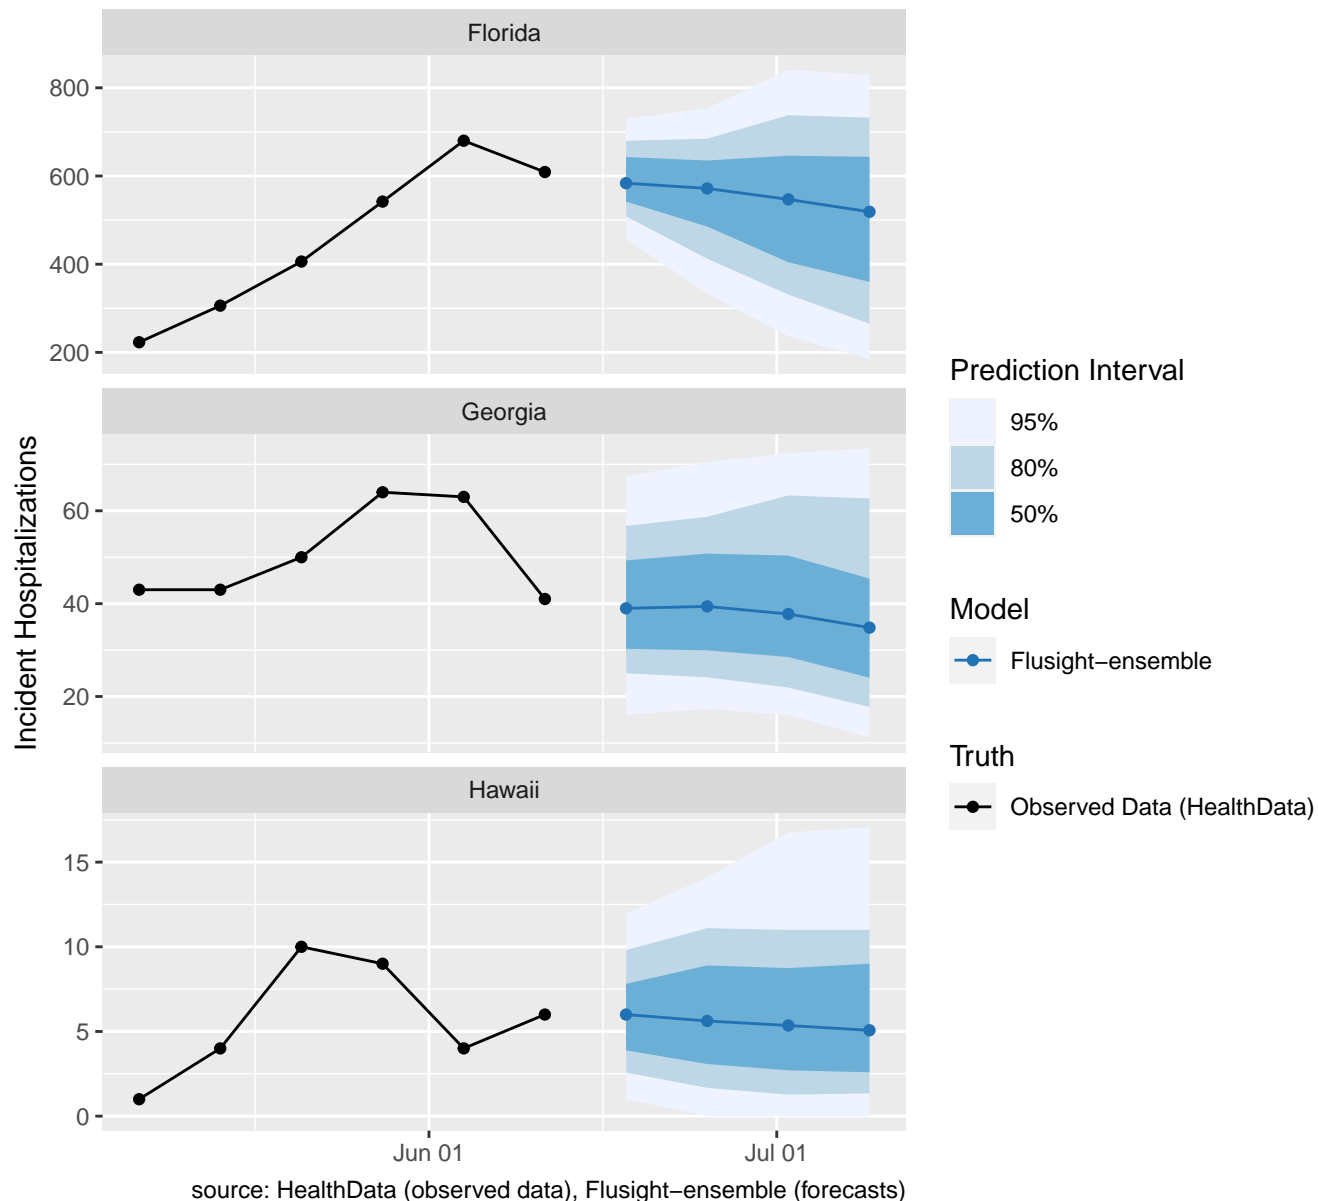 Florida
800
600
400
200
Georgia
60
40
20
Hawaii
15
10
5
0
Jun 01
Jul 01
Incident Hospitalizations
source: HealthData (observed data), Flusight−ensemble (forecasts)
Prediction Interval
95%
80%
50%
Model
Flusight−ensemble
Truth
Observed Data (HealthData)